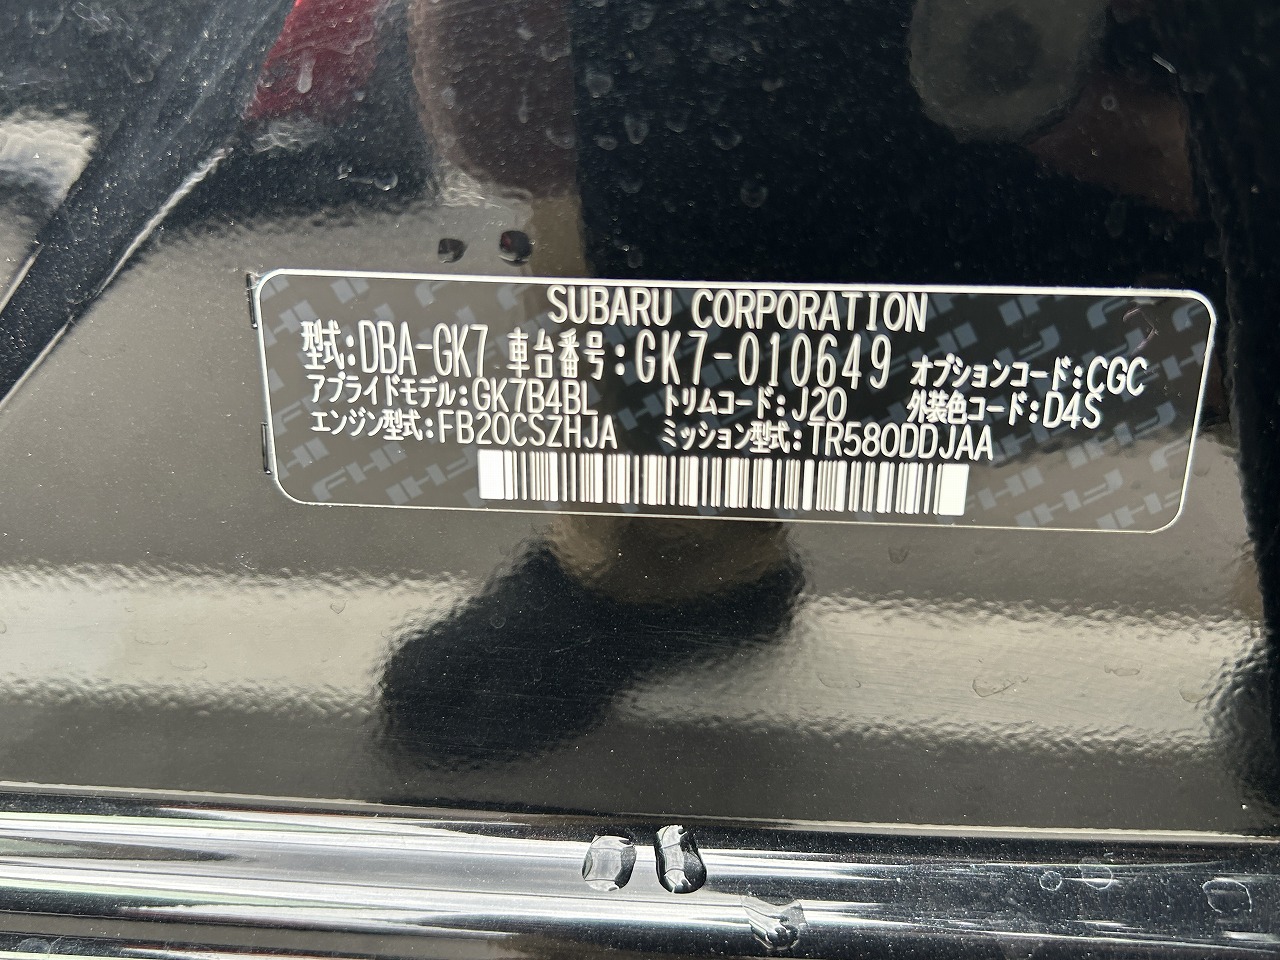 SUBARU CORPORATION
型式:DBA-GK7 車台番号:GK7-010649 オプションコード:CGC
アプライドモデル:GK7B4BL トリムコード:J20 外装色コード:D4S
エンジン型式:FB20CSZHJA ミッション型式:TR580DDJAA